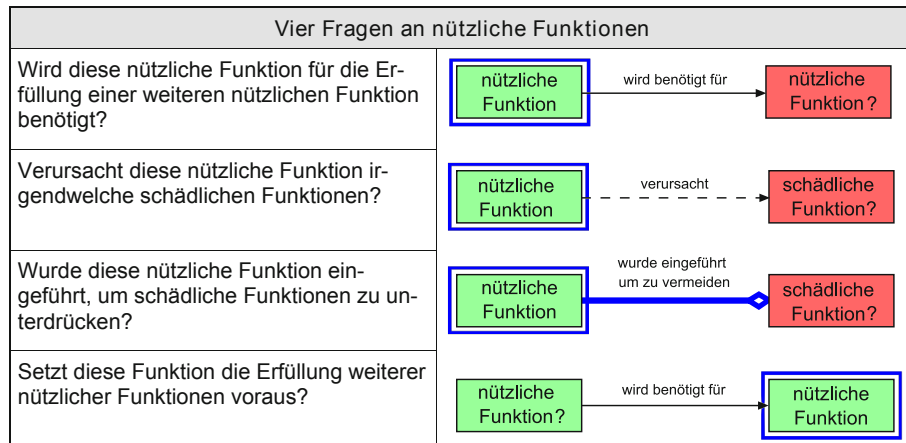 Vier Fragen an nützliche Funktionen
Wird diese nützliche Funktion für die Er-
füllung einer weiteren nützlichen Funktion
benötigt?
nützliche
Funktion
wird benötigt für
nützliche
Funktion?
Verursacht diese nützliche Funktion ir-
gendwelche schädlichen Funktionen?
nützliche
Funktion
verursacht
schädliche
Funktion?
Wurde diese nützliche Funktion ein-
geführt, um schädliche Funktionen zu un-
terdrücken?
nützliche
Funktion
wurde eingeführt
um zu vermeiden
schädliche
Funktion?
Setzt diese Funktion die Erfüllung weiterer
nützlicher Funktionen voraus?
nützliche
Funktion?
wird benötigt für
nützliche
Funktion